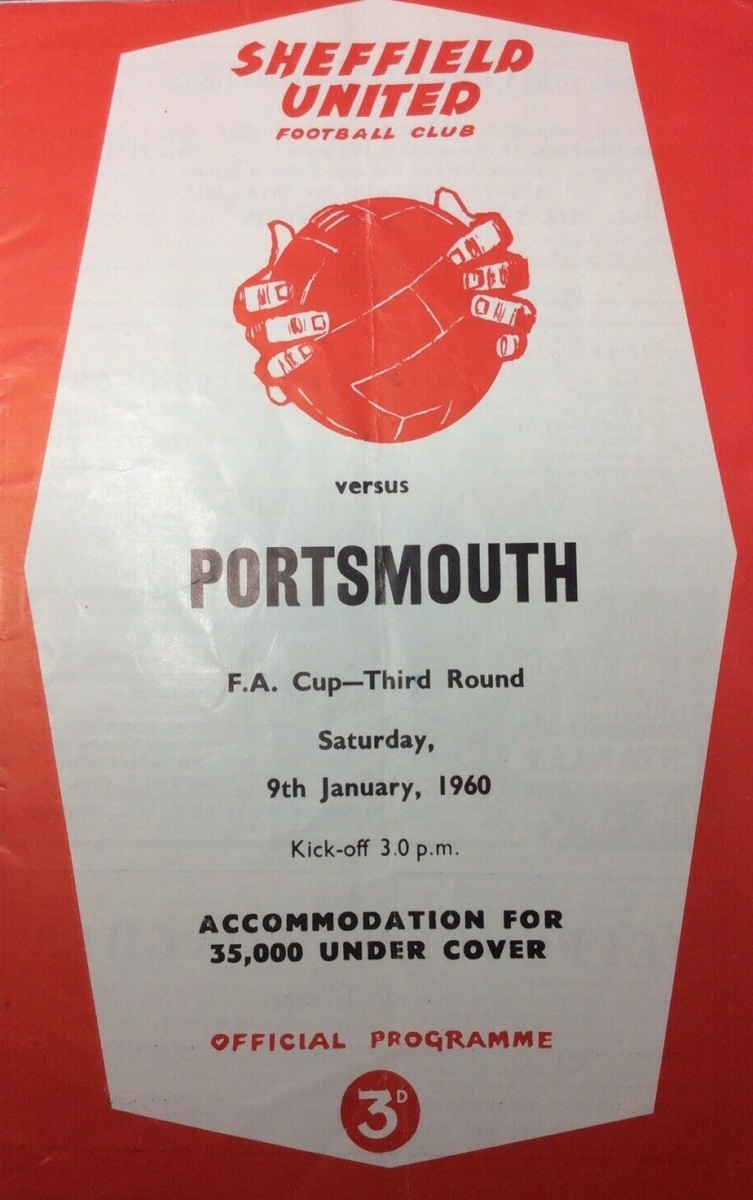 SHEFFIELD
UNITED
FOOTBALL CLUB
versus
PORTSMOUTH
F.A. Cup—Third Round
Saturday,
9th January, 1960
Kick-off 3.0 p.m.
ACCOMMODATION FOR
35,000 UNDER COVER
OFFICIAL PROGRAMME
3D